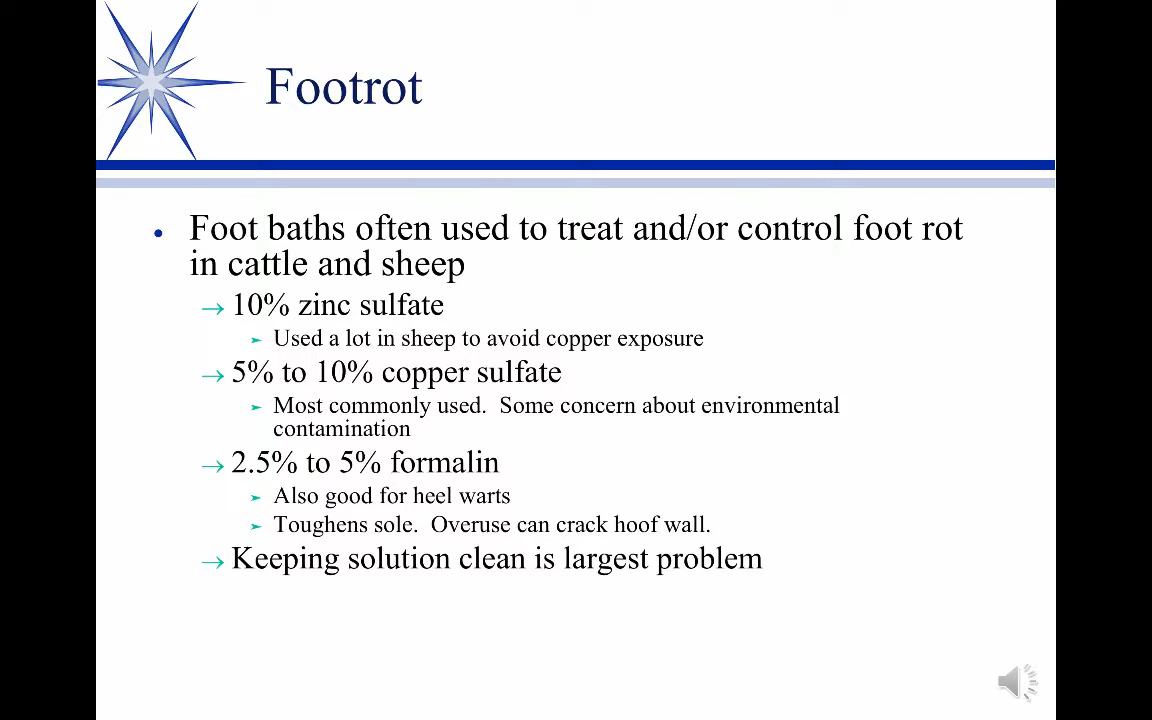 Footrot
Foot baths often used to treat and/or control foot rot
in cattle and sheep
10% zinc sulfate
Used a lot in sheep to avoid copper exposure
5% to 10% copper sulfate
Most commonly used.  Some concern about environmental
contamination
2.5% to 5% formalin
Also good for heel warts
Toughens sole.  Overuse can crack hoof wall.
Keeping solution clean is largest problem